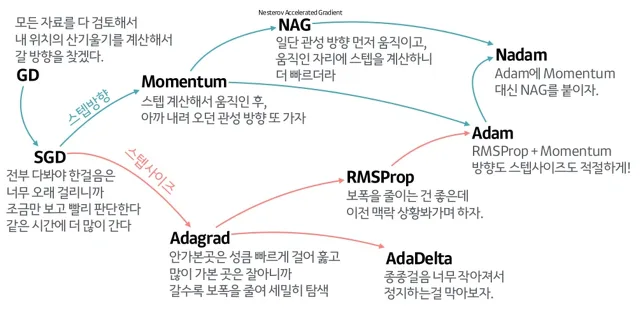 모든 자료를 다 검토해서
내 위치의 산기울기를 계산해서
갈 방향을 찾겠다.
GD
Nesterov Accelerated Gradient
NAG
일단 관성 방향 먼저 움직이고,
움직인 자리에 스텝을 계산하니
더 빠르더라
Nadam
Adam에 Momentum
대신 NAG를 붙이자.
Momentum
스텝 계산해서 움직인 후,
아까 내려 오던 관성 방향 또 가자
스텝방향
Adam
RMSProp + Momentum
방향도 스텝사이즈도 적절하게!
SGD
전부 다봐야 한걸음은
너무 오래 걸리니까
조금만 보고 빨리 판단한다
같은 시간에 더 많이 간다
스텝사이즈
RMSProp
보폭을 줄이는 건 좋은데
이전 맥락 상황봐가며 하자.
Adagrad
안가본곳은 성큼 빠르게 걸어 훓고
많이 가본 곳은 잘아니까
갈수록 보폭을 줄여 세밀히 탐색
AdaDelta
종종걸음 너무 작아져서
정지하는걸 막아보자.